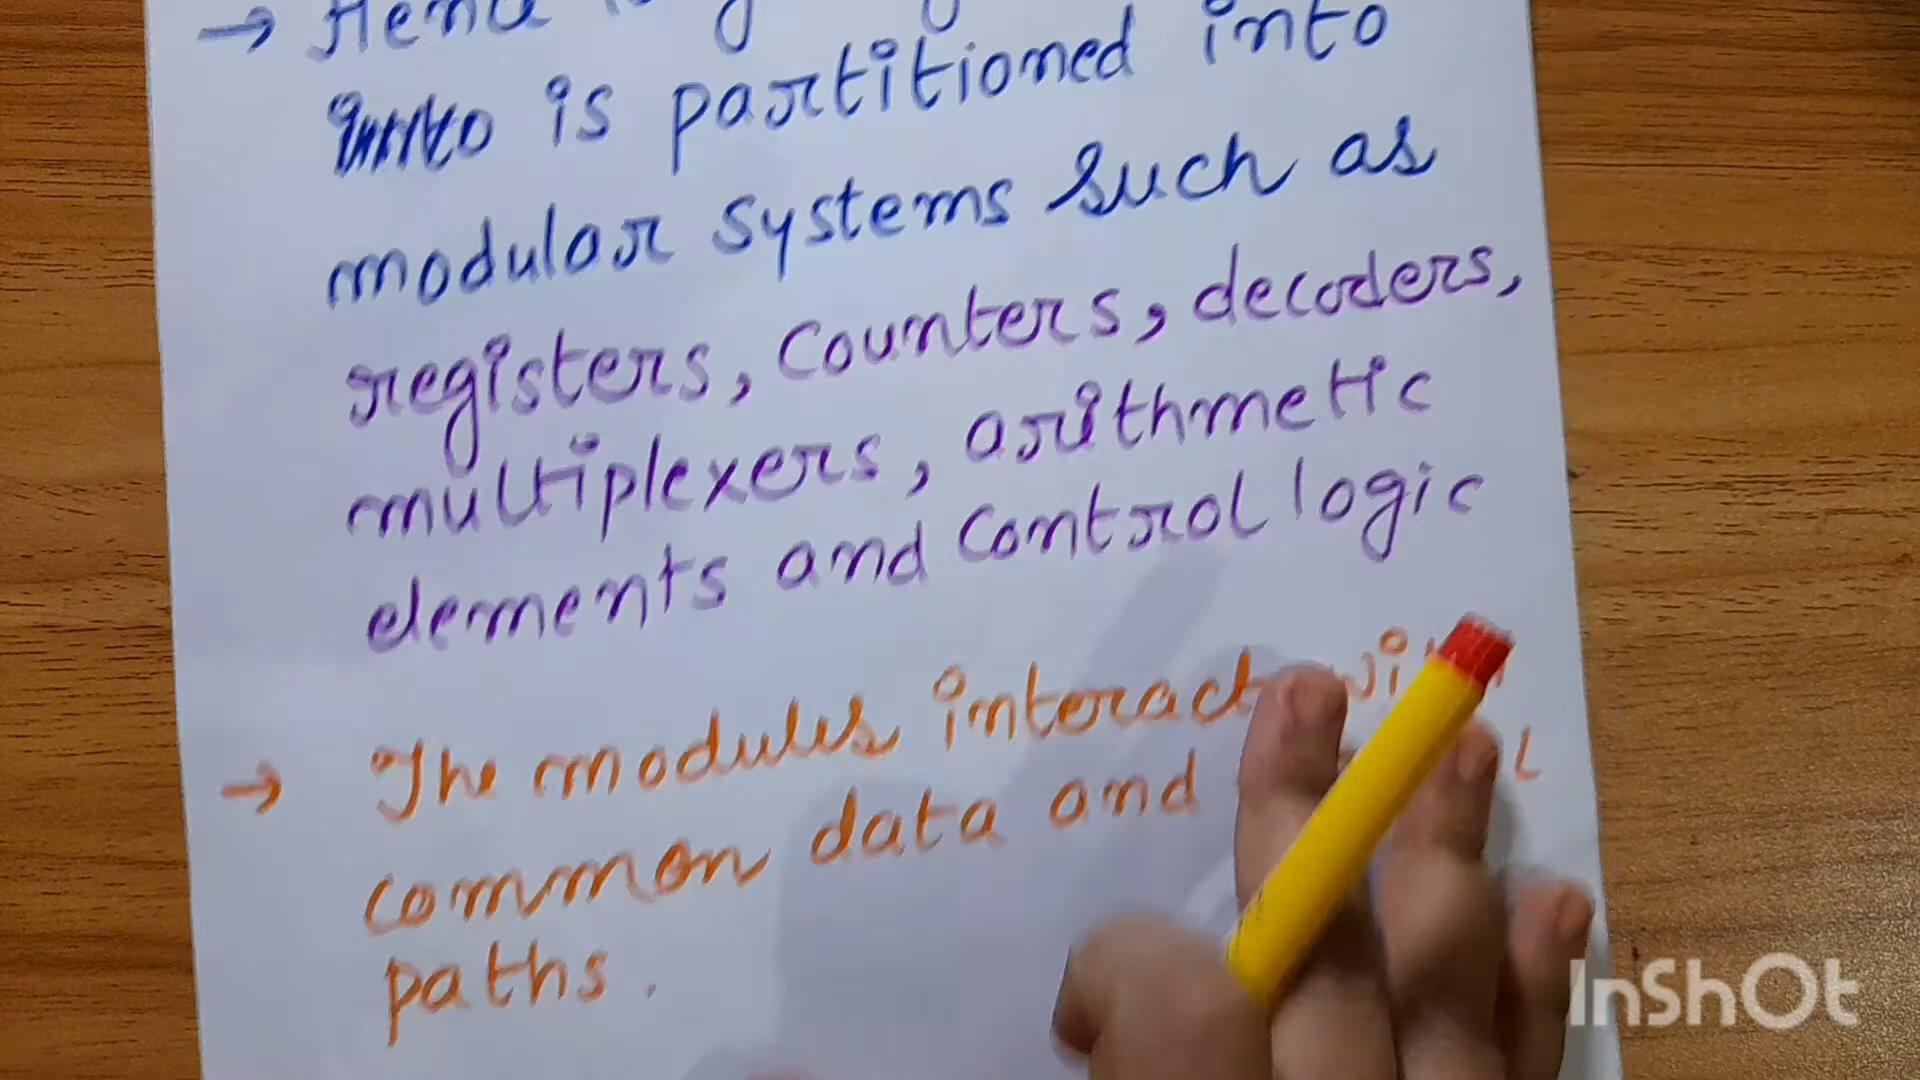 → Hence
is partitioned into
modular systems such as
registers, counters, decoders,
multiplexers, arithmetic
elements and control logic
→ The modules interact with
common data and
paths.
InShOt